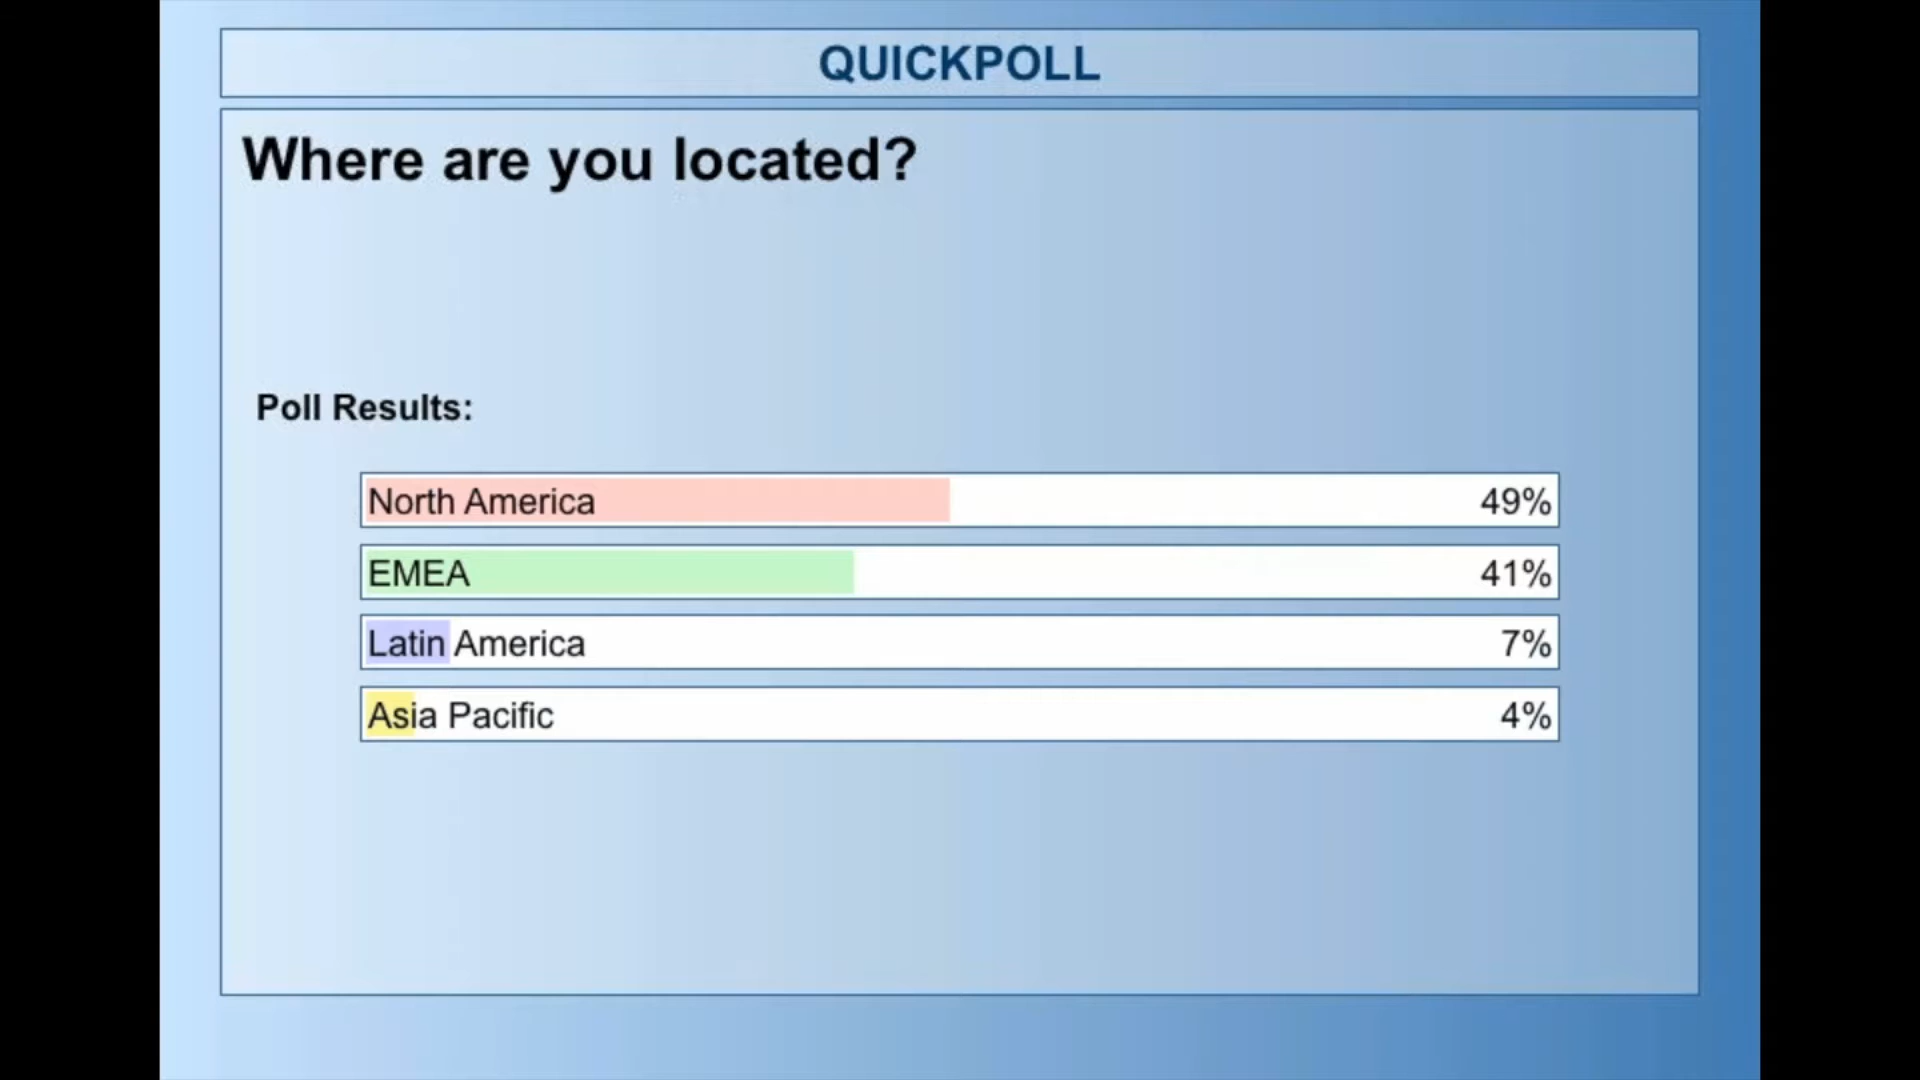 QUICKPOLL
Where are you located?
Poll Results:
North America 49%
EMEA 41%
Latin America 7%
Asia Pacific 4%